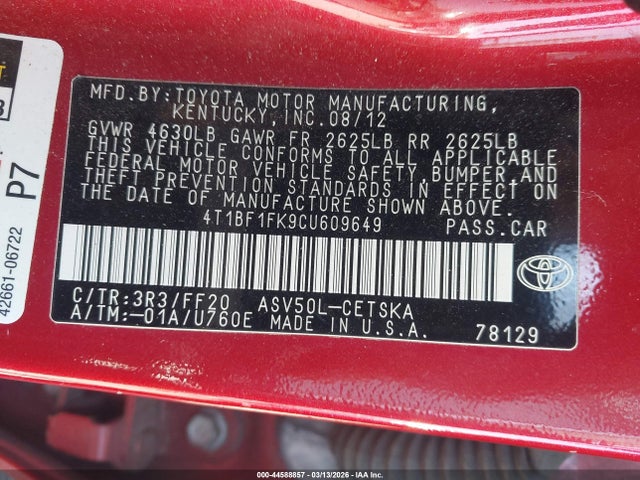 MFD.BY:TOYOTA MOTOR MANUFACTURING,
KENTUCKY,INC.08/12
GVWR 4630LB GAWR FR 2625LB RR 2625LB
THIS VEHICLE CONFORMS TO ALL APPLICABLE
FEDERAL MOTOR VEHICLE SAFETY,BUMPER,AND
THEFT PREVENTION STANDARDS IN EFFECT ON
THE DATE OF MANUFACTURE SHOWN ABOVE.
4T1BF1FK9CU609649 PASS.CAR
C/TR:3R3/FF20 ASV50L-CETSKA
A/TM:-01A/U760E MADE IN U.S.A.
78129
42661-06722
P7
000-44588857 - 03/13/2026 - IAA Inc.